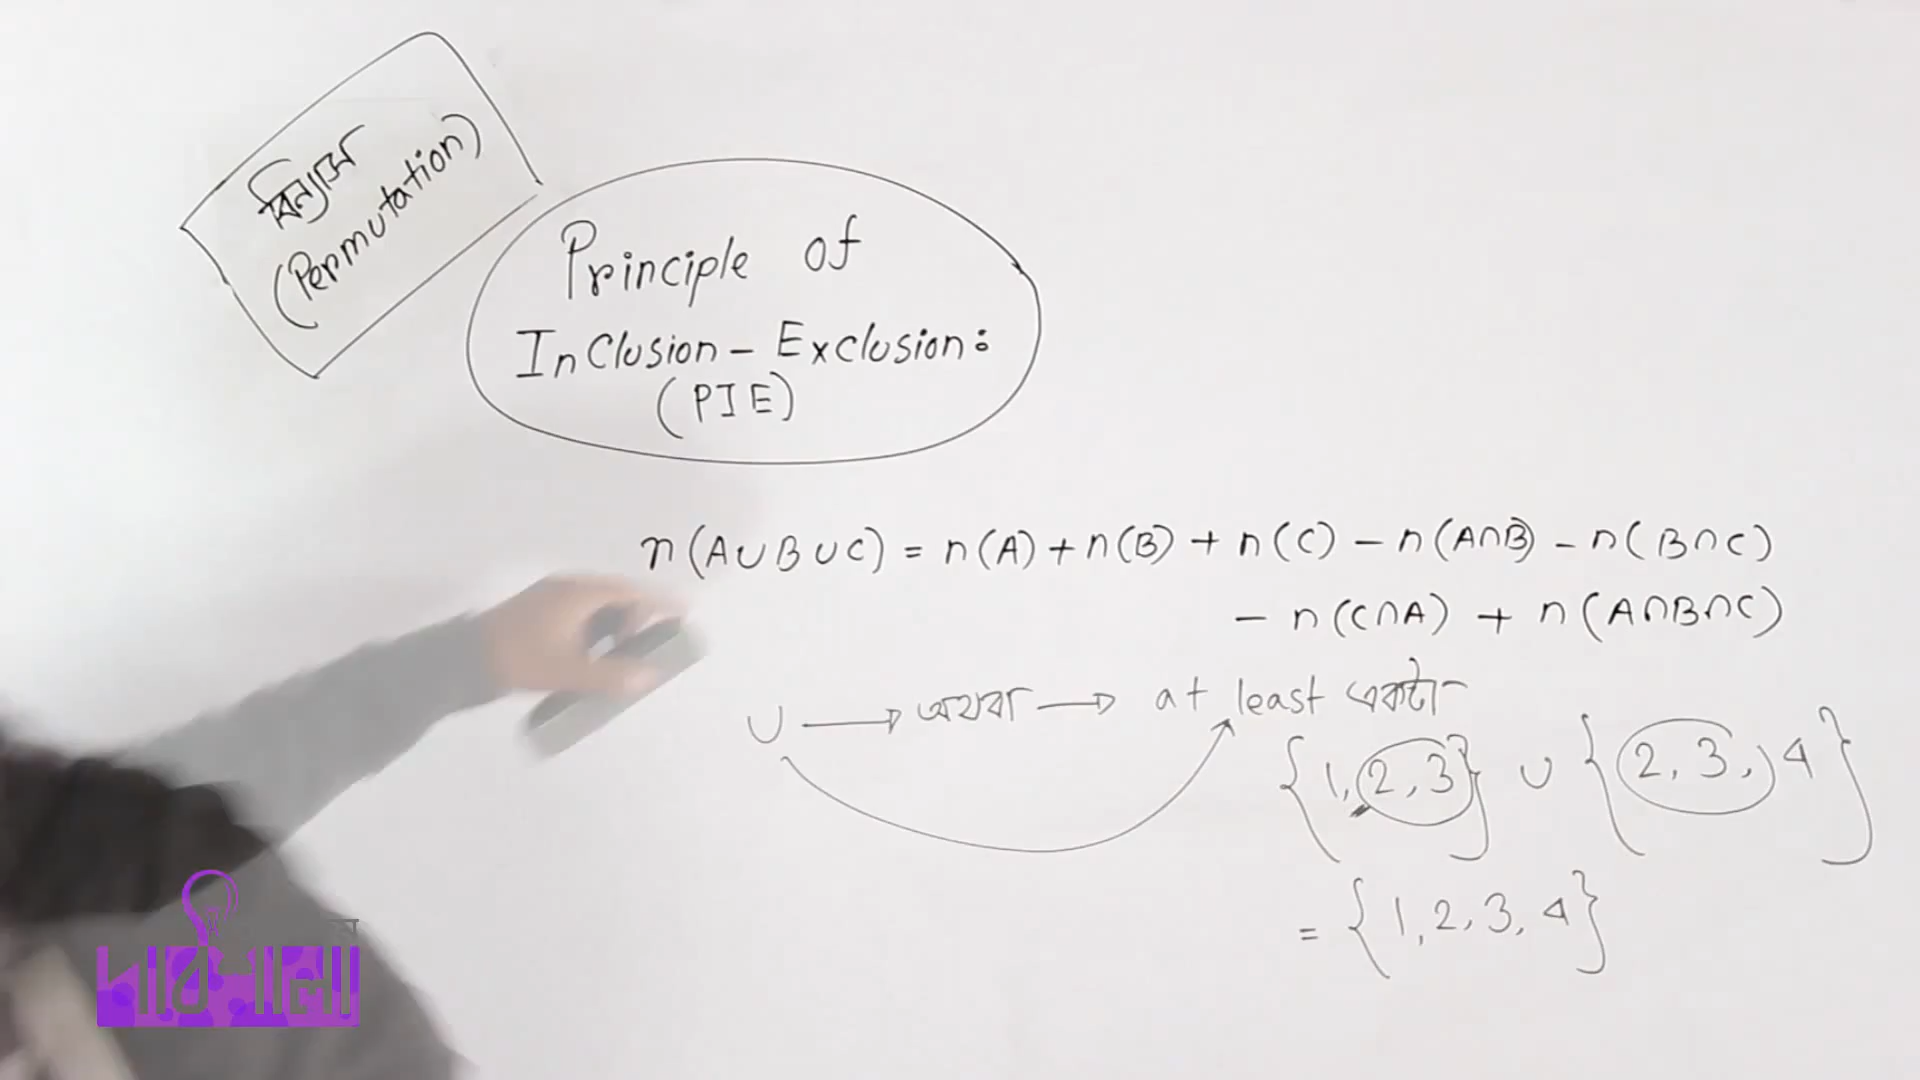 বিন্যাস
(Permutation)
Principle of
Inclusion - Exclusion:
(PIE)
n(A∪B∪C) = n(A) + n(B) + n(C) - n(A∩B) - n(B∩C)
- n(C∩A) + n(A∩B∩C)
∪ → অথবা → at least একটা
{1, 2, 3} ∪ {2, 3, 4}
= {1, 2, 3, 4}
পাঠশালা